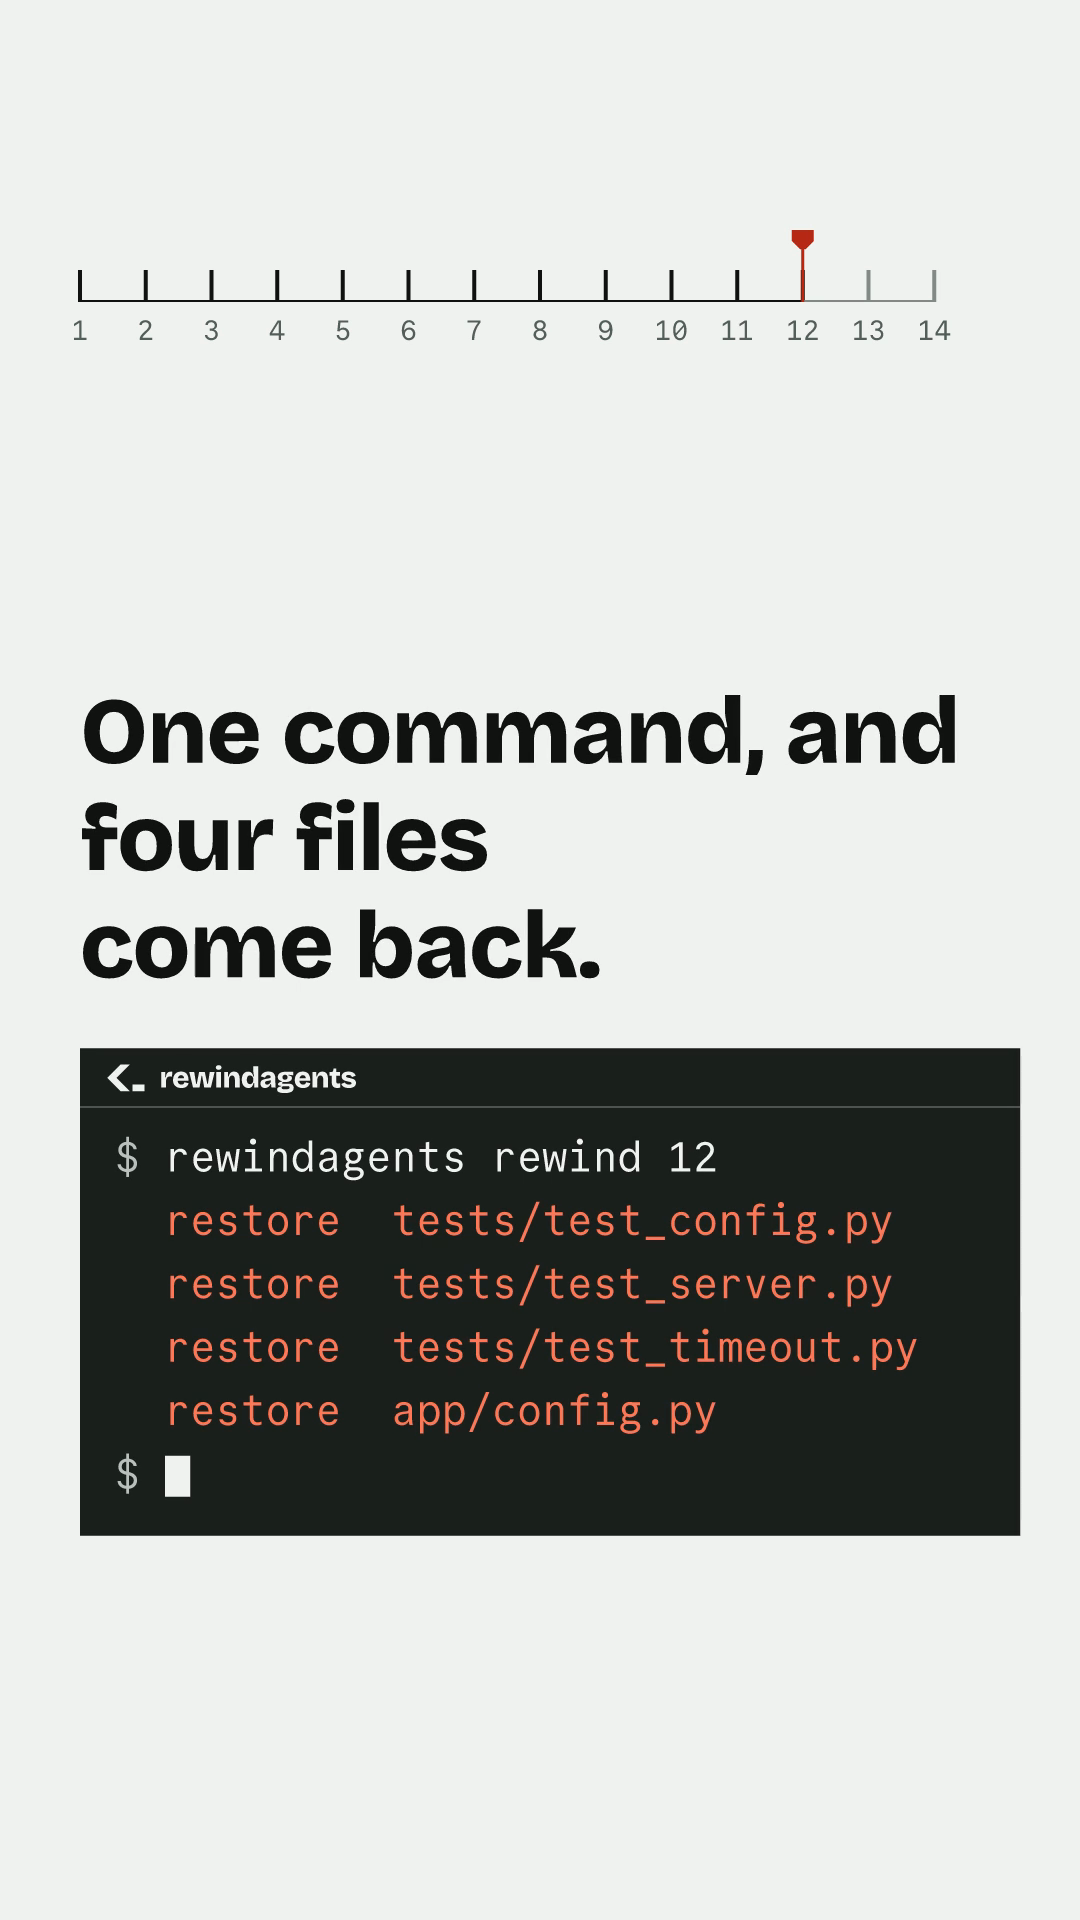 1 2 3 4 5 6 7 8 9 10 11 12 13 14
One command, and
four files
come back.
rewindagents
$ rewindagents rewind 12
restore  tests/test_config.py
restore  tests/test_server.py
restore  tests/test_timeout.py
restore  app/config.py
$